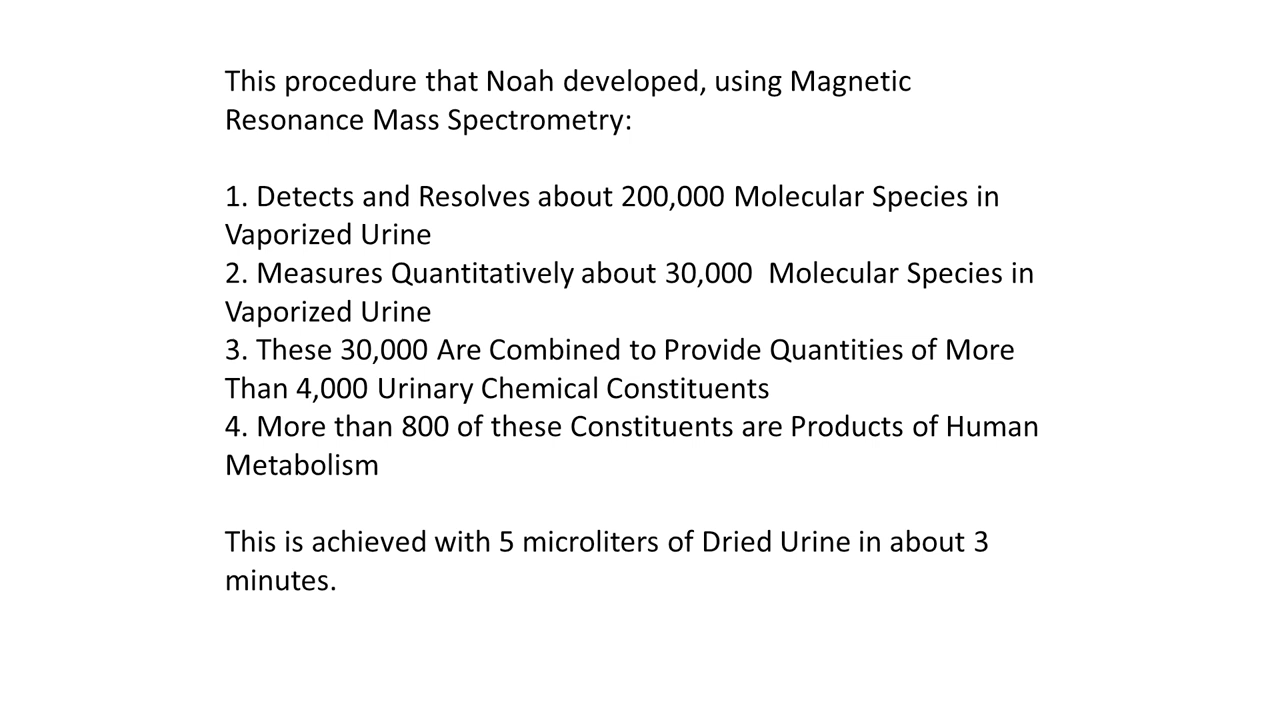 This procedure that Noah developed, using Magnetic
Resonance Mass Spectrometry:
1. Detects and Resolves about 200,000 Molecular Species in
Vaporized Urine
2. Measures Quantitatively about 30,000  Molecular Species in
Vaporized Urine
3. These 30,000 Are Combined to Provide Quantities of More
Than 4,000 Urinary Chemical Constituents
4. More than 800 of these Constituents are Products of Human
Metabolism
This is achieved with 5 microliters of Dried Urine in about 3
minutes.